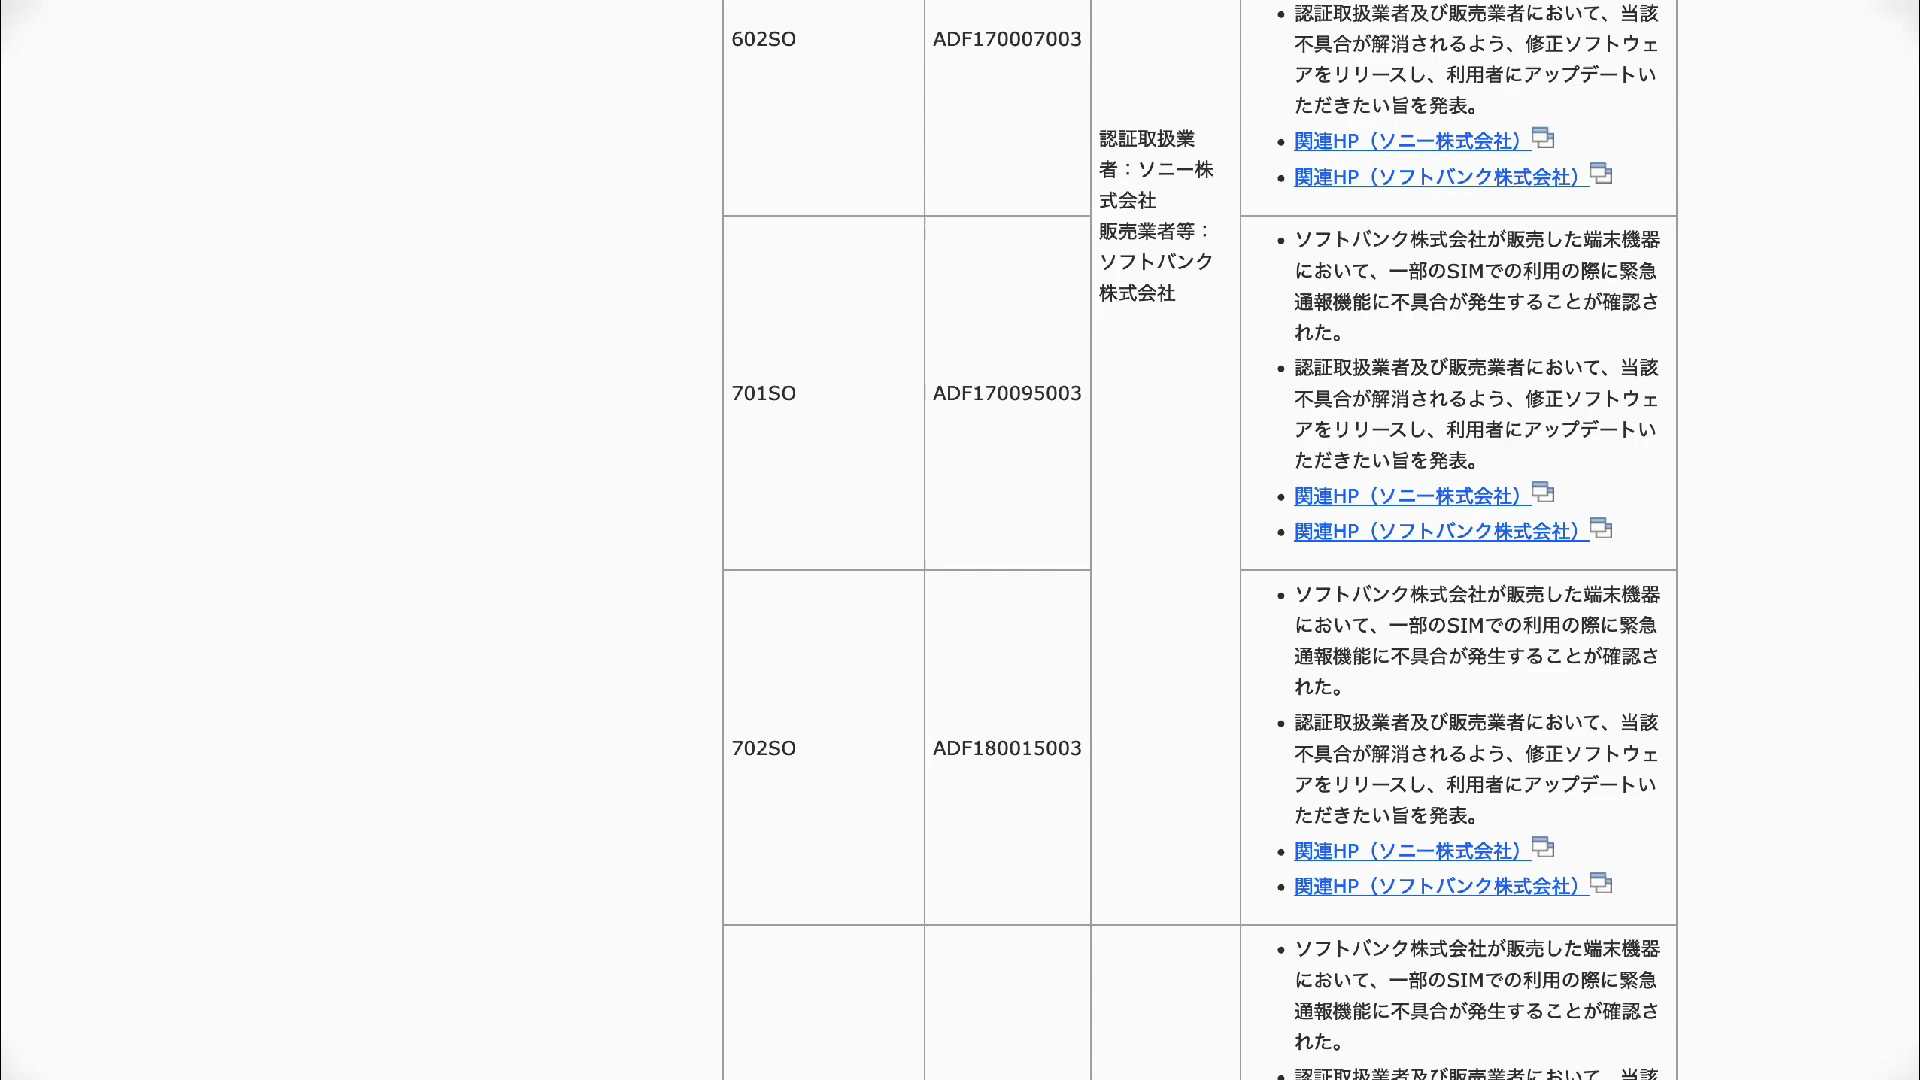 602SO
ADF170007003
認証取扱業
者：ソニー株
式会社
販売業者等：
ソフトバンク
株式会社
認証取扱業者及び販売業者において、当該
不具合が解消されるよう、修正ソフトウェ
アをリリースし、利用者にアップデートい
ただきたい旨を発表。
関連HP（ソニー株式会社）
関連HP（ソフトバンク株式会社）
701SO
ADF170095003
ソフトバンク株式会社が販売した端末機器
において、一部のSIMでの利用の際に緊急
通報機能に不具合が発生することが確認さ
れた。
認証取扱業者及び販売業者において、当該
不具合が解消されるよう、修正ソフトウェ
アをリリースし、利用者にアップデートい
ただきたい旨を発表。
関連HP（ソニー株式会社）
関連HP（ソフトバンク株式会社）
702SO
ADF180015003
ソフトバンク株式会社が販売した端末機器
において、一部のSIMでの利用の際に緊急
通報機能に不具合が発生することが確認さ
れた。
認証取扱業者及び販売業者において、当該
不具合が解消されるよう、修正ソフトウェ
アをリリースし、利用者にアップデートい
ただきたい旨を発表。
関連HP（ソニー株式会社）
関連HP（ソフトバンク株式会社）
ソフトバンク株式会社が販売した端末機器
において、一部のSIMでの利用の際に緊急
通報機能に不具合が発生することが確認さ
れた。
認証取扱業者及び販売業者において、当該